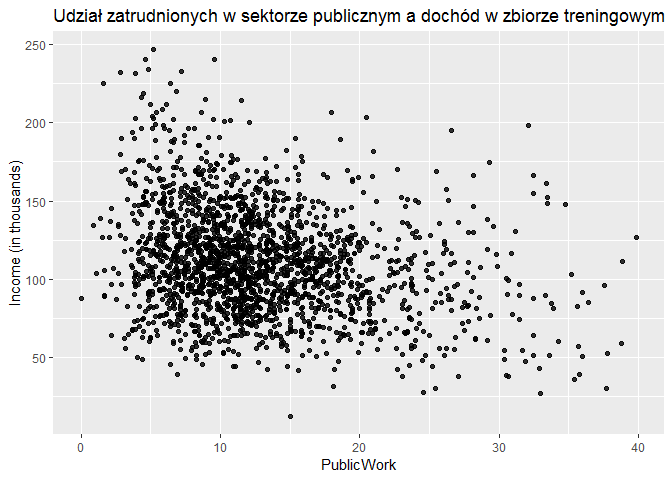 Udział zatrudnionych w sektorze publicznym a dochód w zbiorze treningowym
250
200
150
100
50
Income (in thousands)
0 10 20 30 40
PublicWork